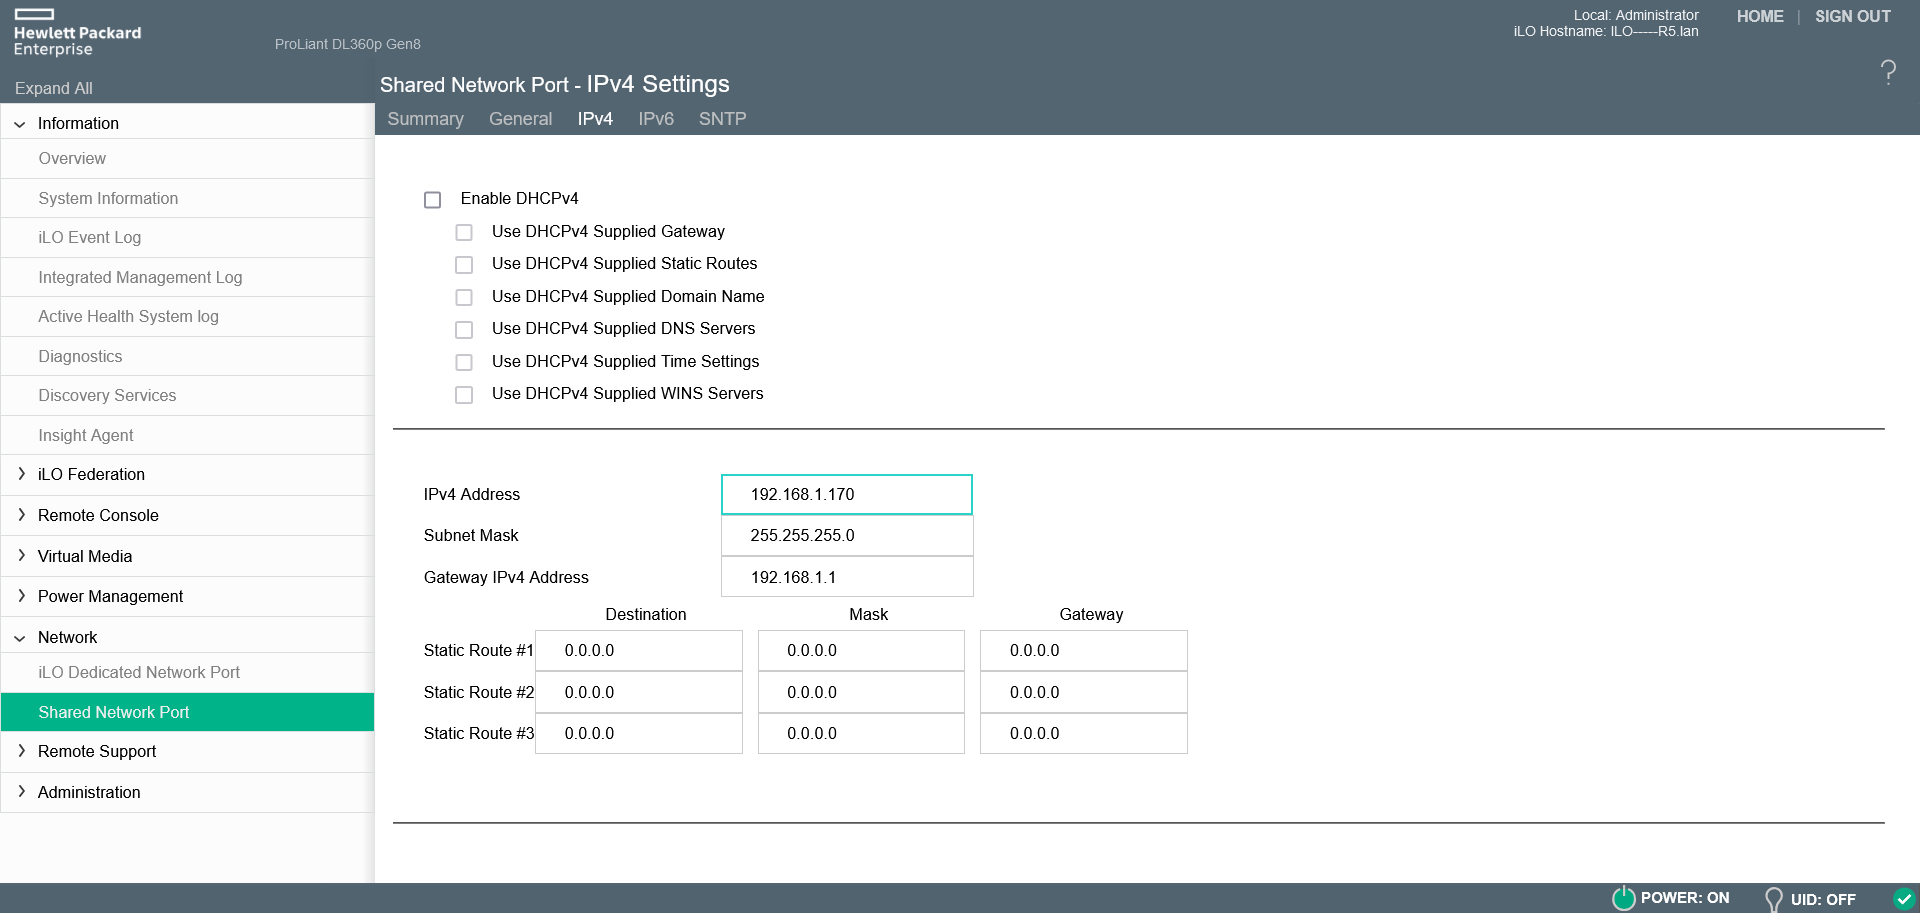 Hewlett Packard
Enterprise
ProLiant DL360p Gen8
Local: Administrator
iLO Hostname: ILO-----R5.lan
HOME | SIGN OUT
Expand All
Shared Network Port - IPv4 Settings
?
Summary General IPv4 IPv6 SNTP
Information
Overview
System Information
iLO Event Log
Integrated Management Log
Active Health System log
Diagnostics
Discovery Services
Insight Agent
iLO Federation
Remote Console
Virtual Media
Power Management
Network
iLO Dedicated Network Port
Shared Network Port
Remote Support
Administration
Enable DHCPv4
Use DHCPv4 Supplied Gateway
Use DHCPv4 Supplied Static Routes
Use DHCPv4 Supplied Domain Name
Use DHCPv4 Supplied DNS Servers
Use DHCPv4 Supplied Time Settings
Use DHCPv4 Supplied WINS Servers
IPv4 Address 192.168.1.170
Subnet Mask 255.255.255.0
Gateway IPv4 Address 192.168.1.1
Destination Mask Gateway
Static Route #1 0.0.0.0 0.0.0.0 0.0.0.0
Static Route #2 0.0.0.0 0.0.0.0 0.0.0.0
Static Route #3 0.0.0.0 0.0.0.0 0.0.0.0
POWER: ON UID: OFF